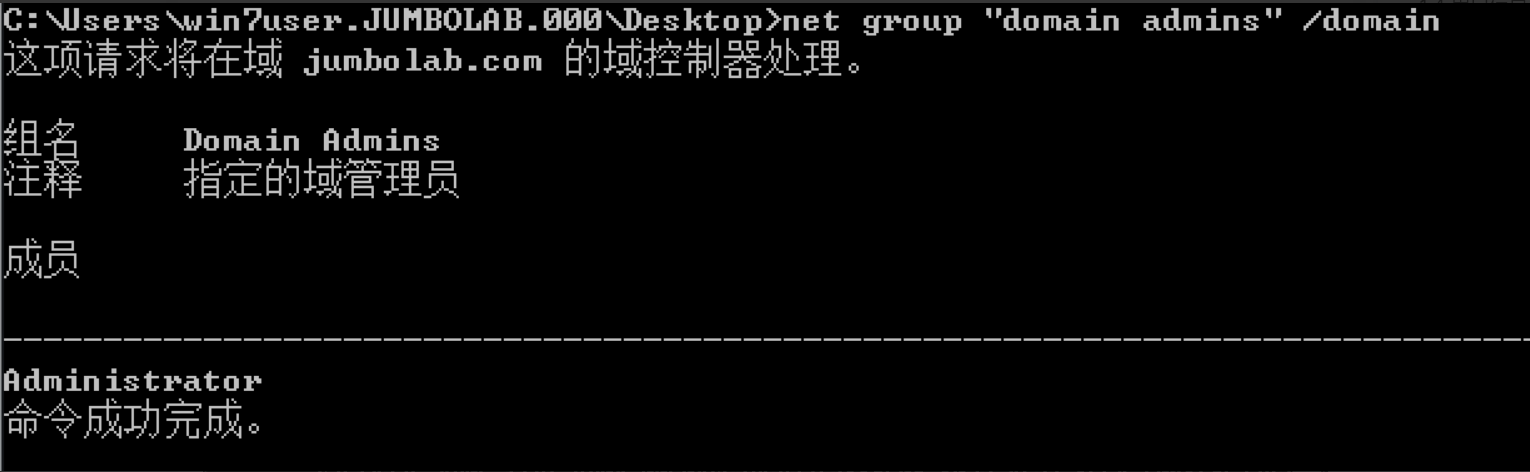 C:\Users\win7user.JUMBOLAB.000\Desktop>net group "domain admins" /domain
这项请求将在域 jumbolab.com 的域控制器处理。
组名 Domain Admins
注释 指定的域管理员
成员
-------------------------------------------------------------------------------
Administrator
命令成功完成。